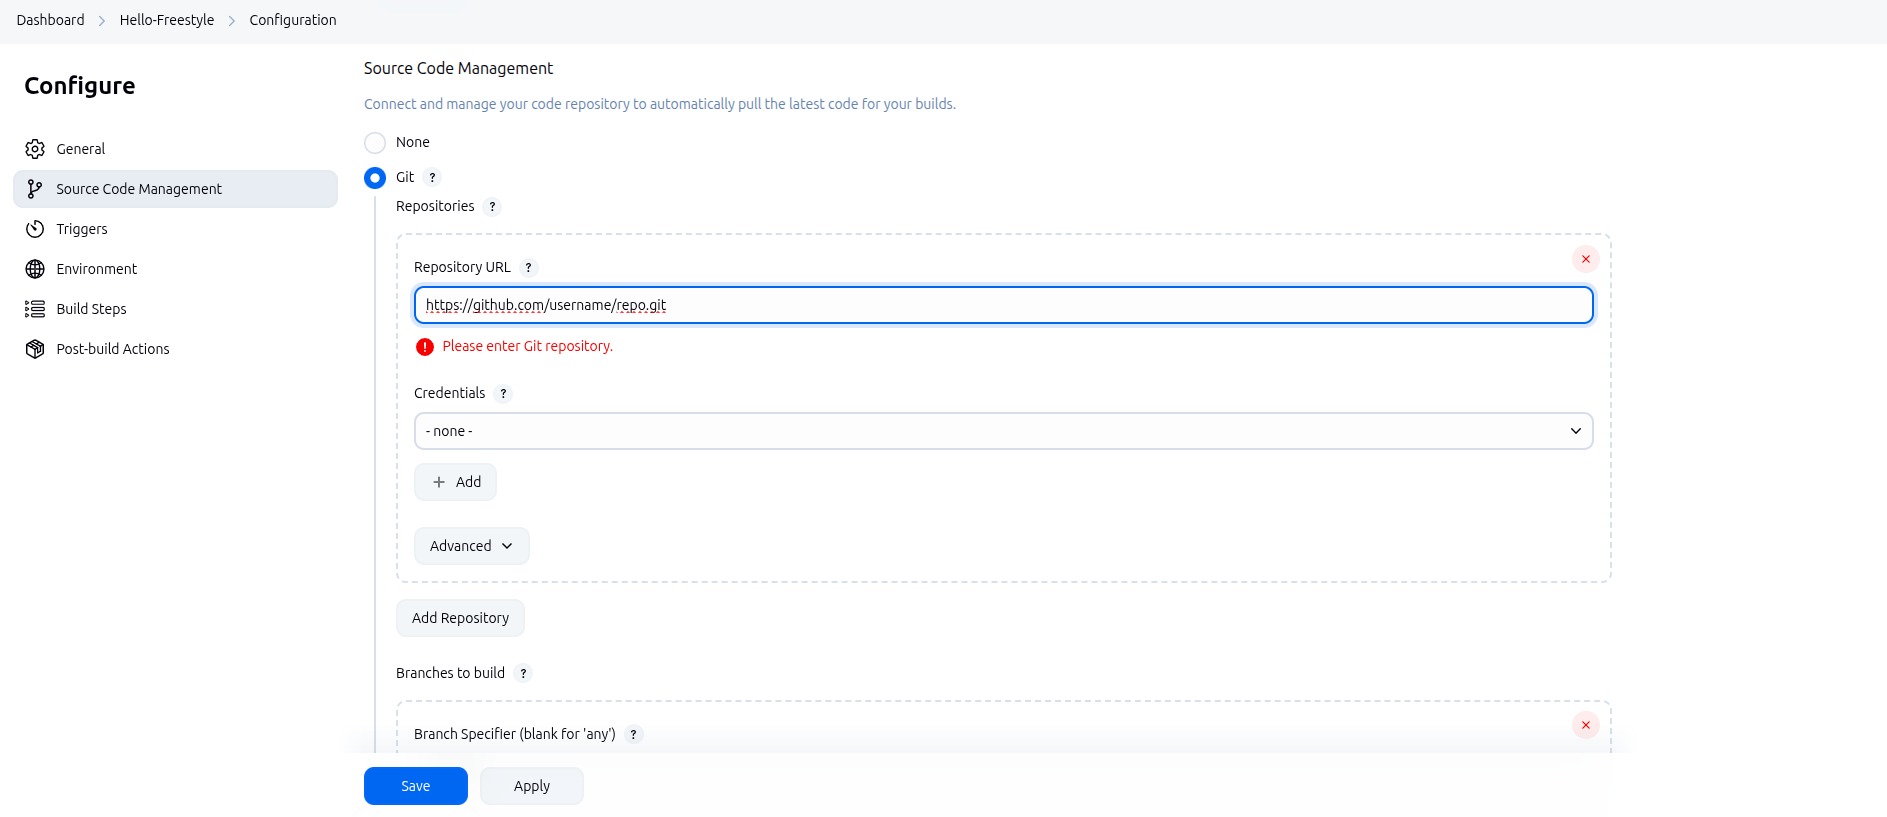 Dashboard > Hello-Freestyle > Configuration
Configure
General
Source Code Management
Triggers
Environment
Build Steps
Post-build Actions
Source Code Management
Connect and manage your code repository to automatically pull the latest code for your builds.
None
Git ?
Repositories ?
Repository URL ?
https://github.com/username/repo.git
Please enter Git repository.
Credentials ?
- none -
+ Add
Advanced
Add Repository
Branches to build ?
Branch Specifier (blank for 'any') ?
Save
Apply